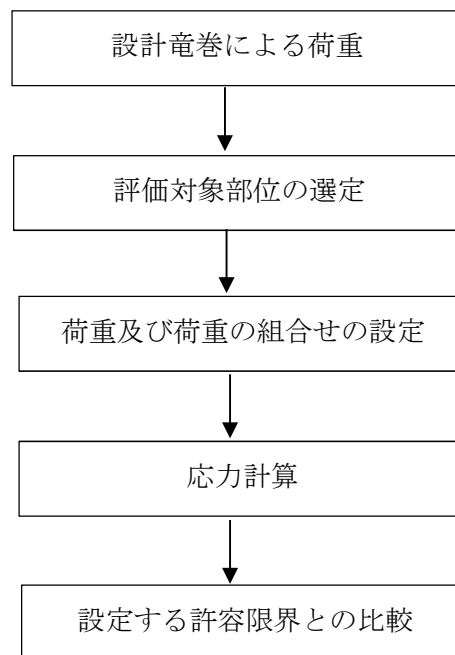 設計竜巻による荷重
評価対象部位の選定
荷重及び荷重の組合せの設定
応力計算
設定する許容限界との比較